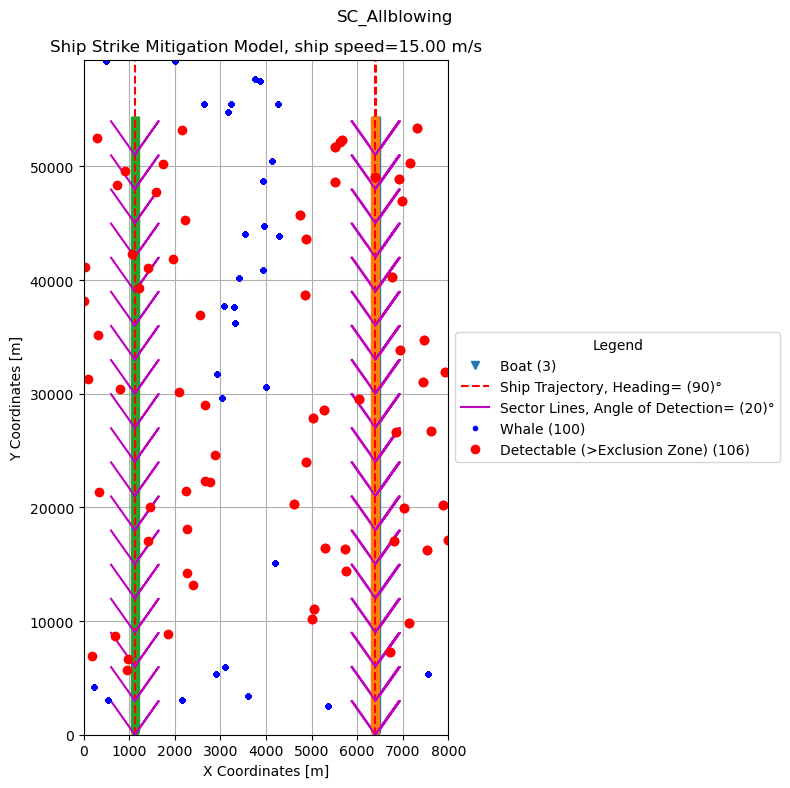 SC_Allblowing
Ship Strike Mitigation Model, ship speed=15.00 m/s
Y Coordinates [m]
50000
40000
30000
20000
10000
0
0 1000 2000 3000 4000 5000 6000 7000 8000
X Coordinates [m]
Legend
Boat (3)
Ship Trajectory, Heading= (90)°
Sector Lines, Angle of Detection= (20)°
Whale (100)
Detectable (>Exclusion Zone) (106)